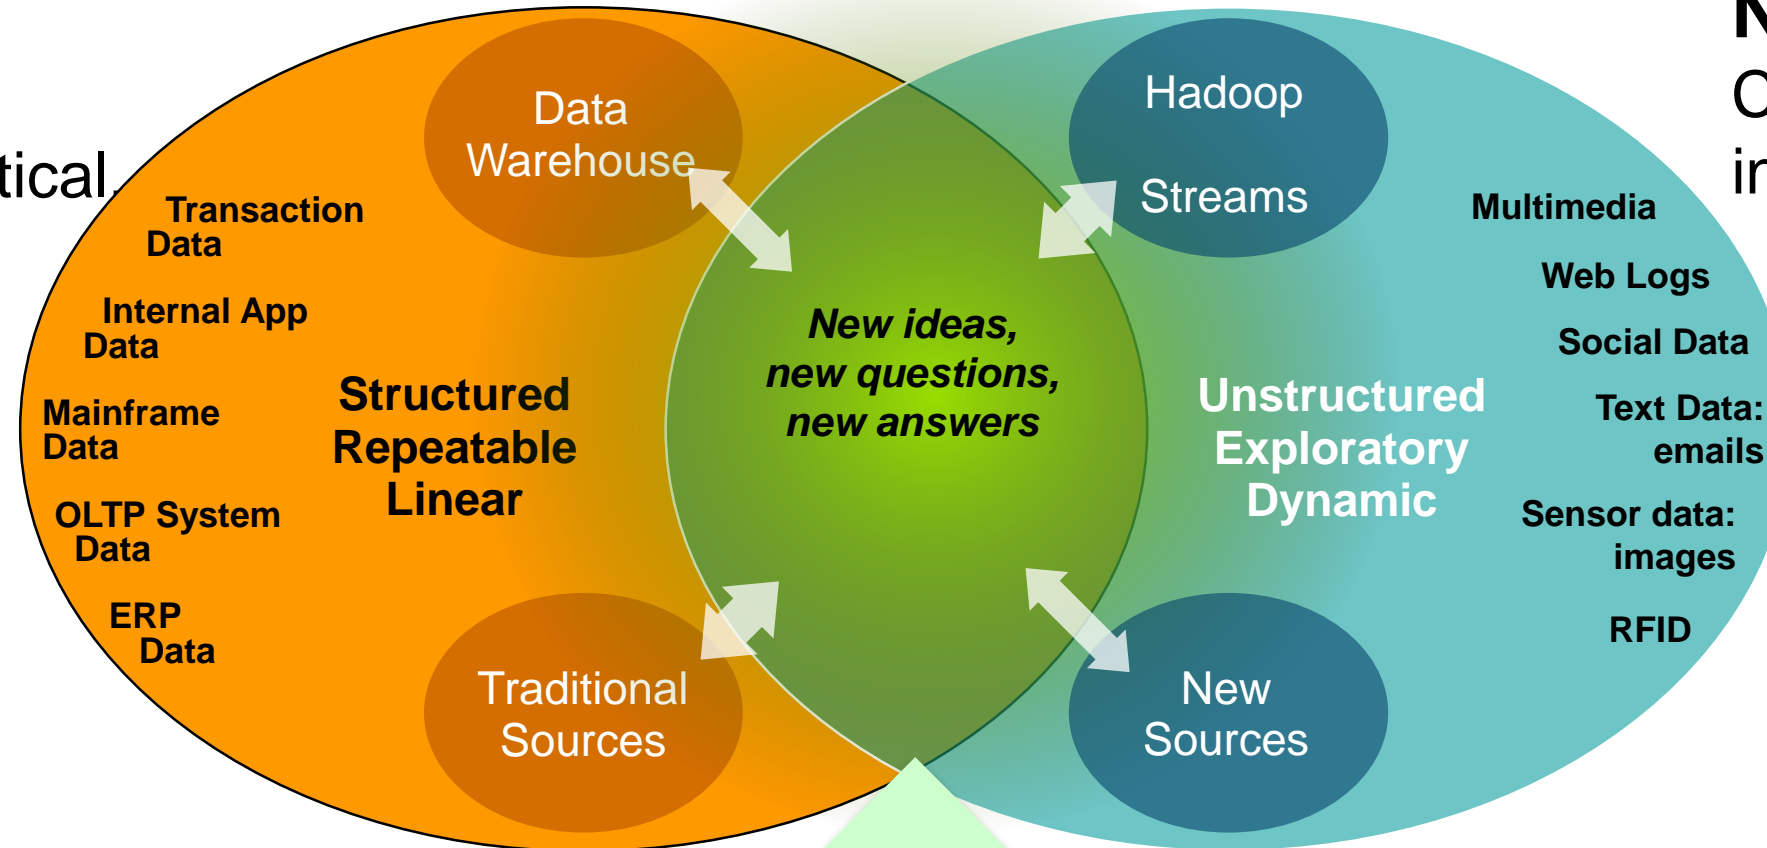 tical,
Data
Warehouse
Transaction
Data
Internal App
Data
Mainframe
Data
OLTP System
Data
ERP
Data
Structured
Repeatable
Linear
Traditional
Sources
New ideas,
new questions,
new answers
Hadoop
Streams
Unstructured
Exploratory
Dynamic
New
Sources
Multimedia
Web Logs
Social Data
Text Data:
emails
Sensor data:
images
RFID